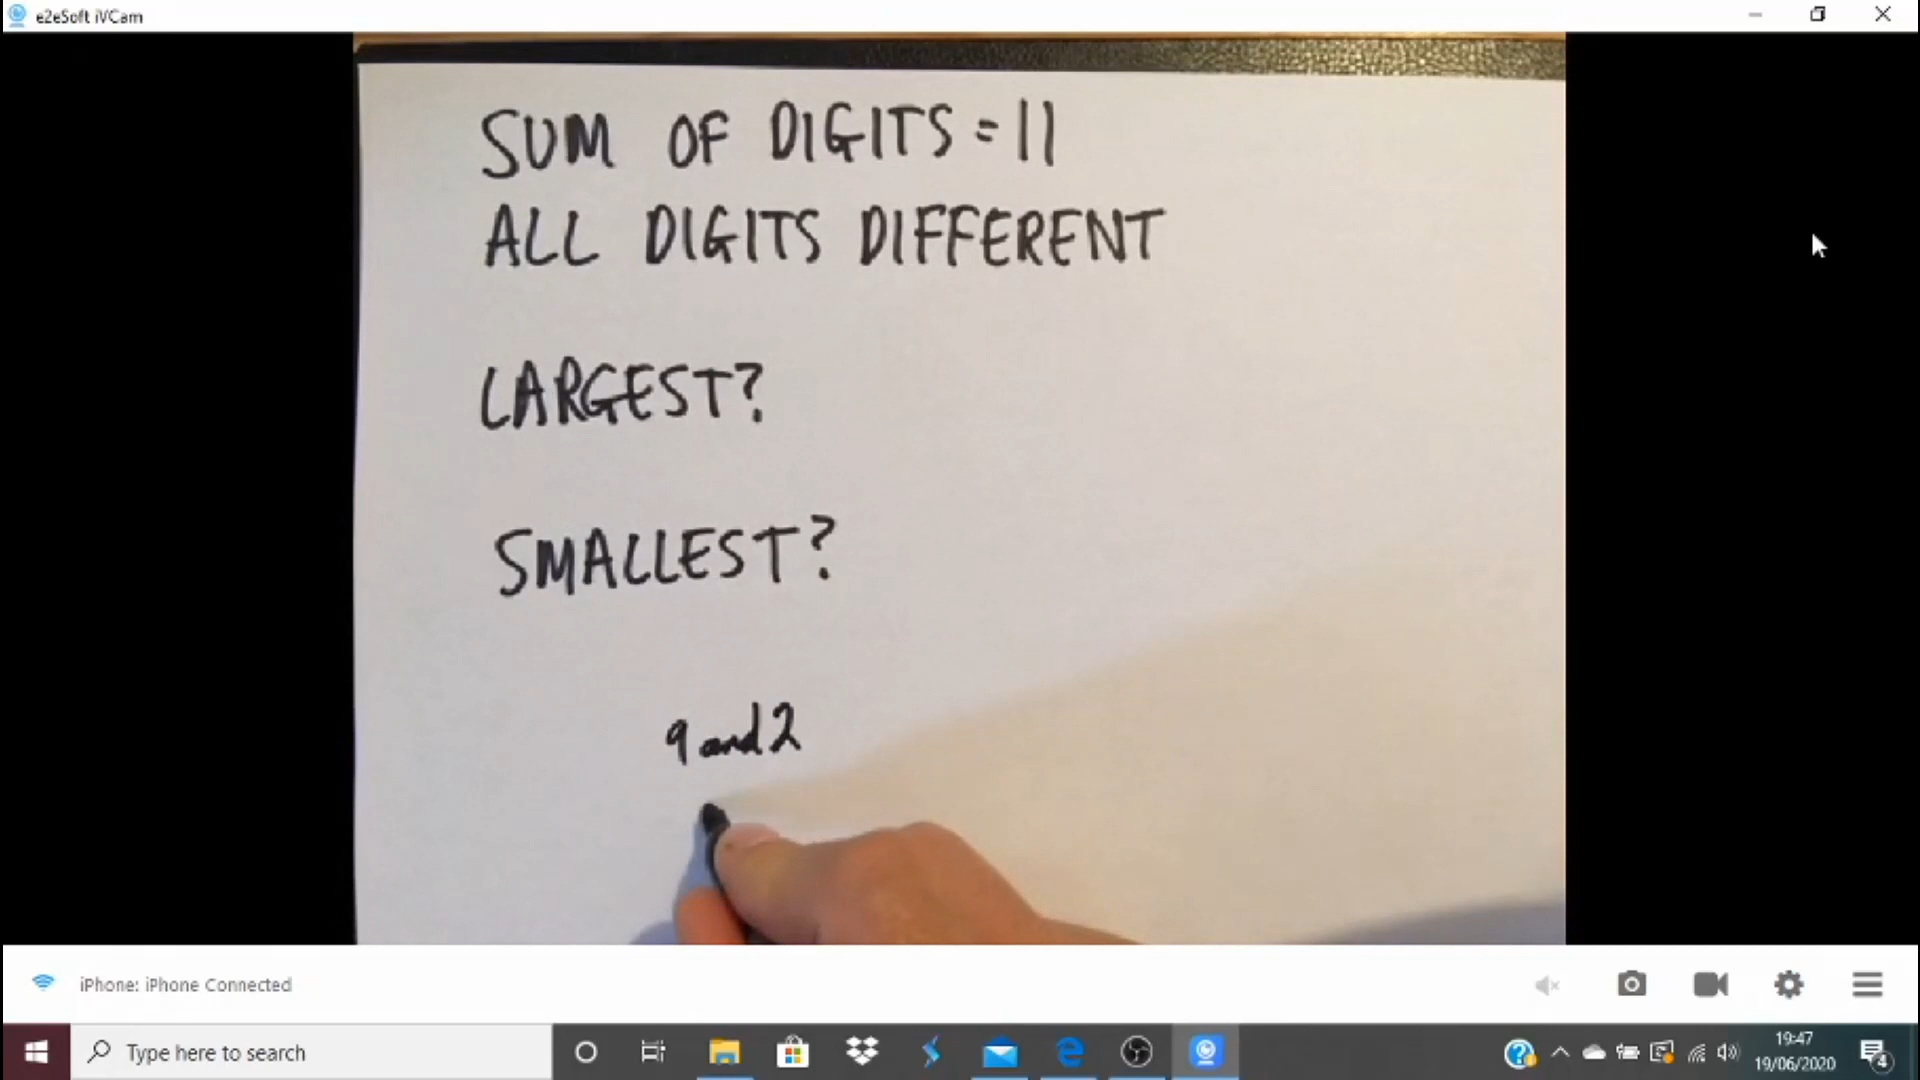 e2eSoft iVCam
SUM OF DIGITS = 11
ALL DIGITS DIFFERENT
LARGEST?
SMALLEST?
9 and 2
iPhone: iPhone Connected
Type here to search
19:47
19/06/2020
4